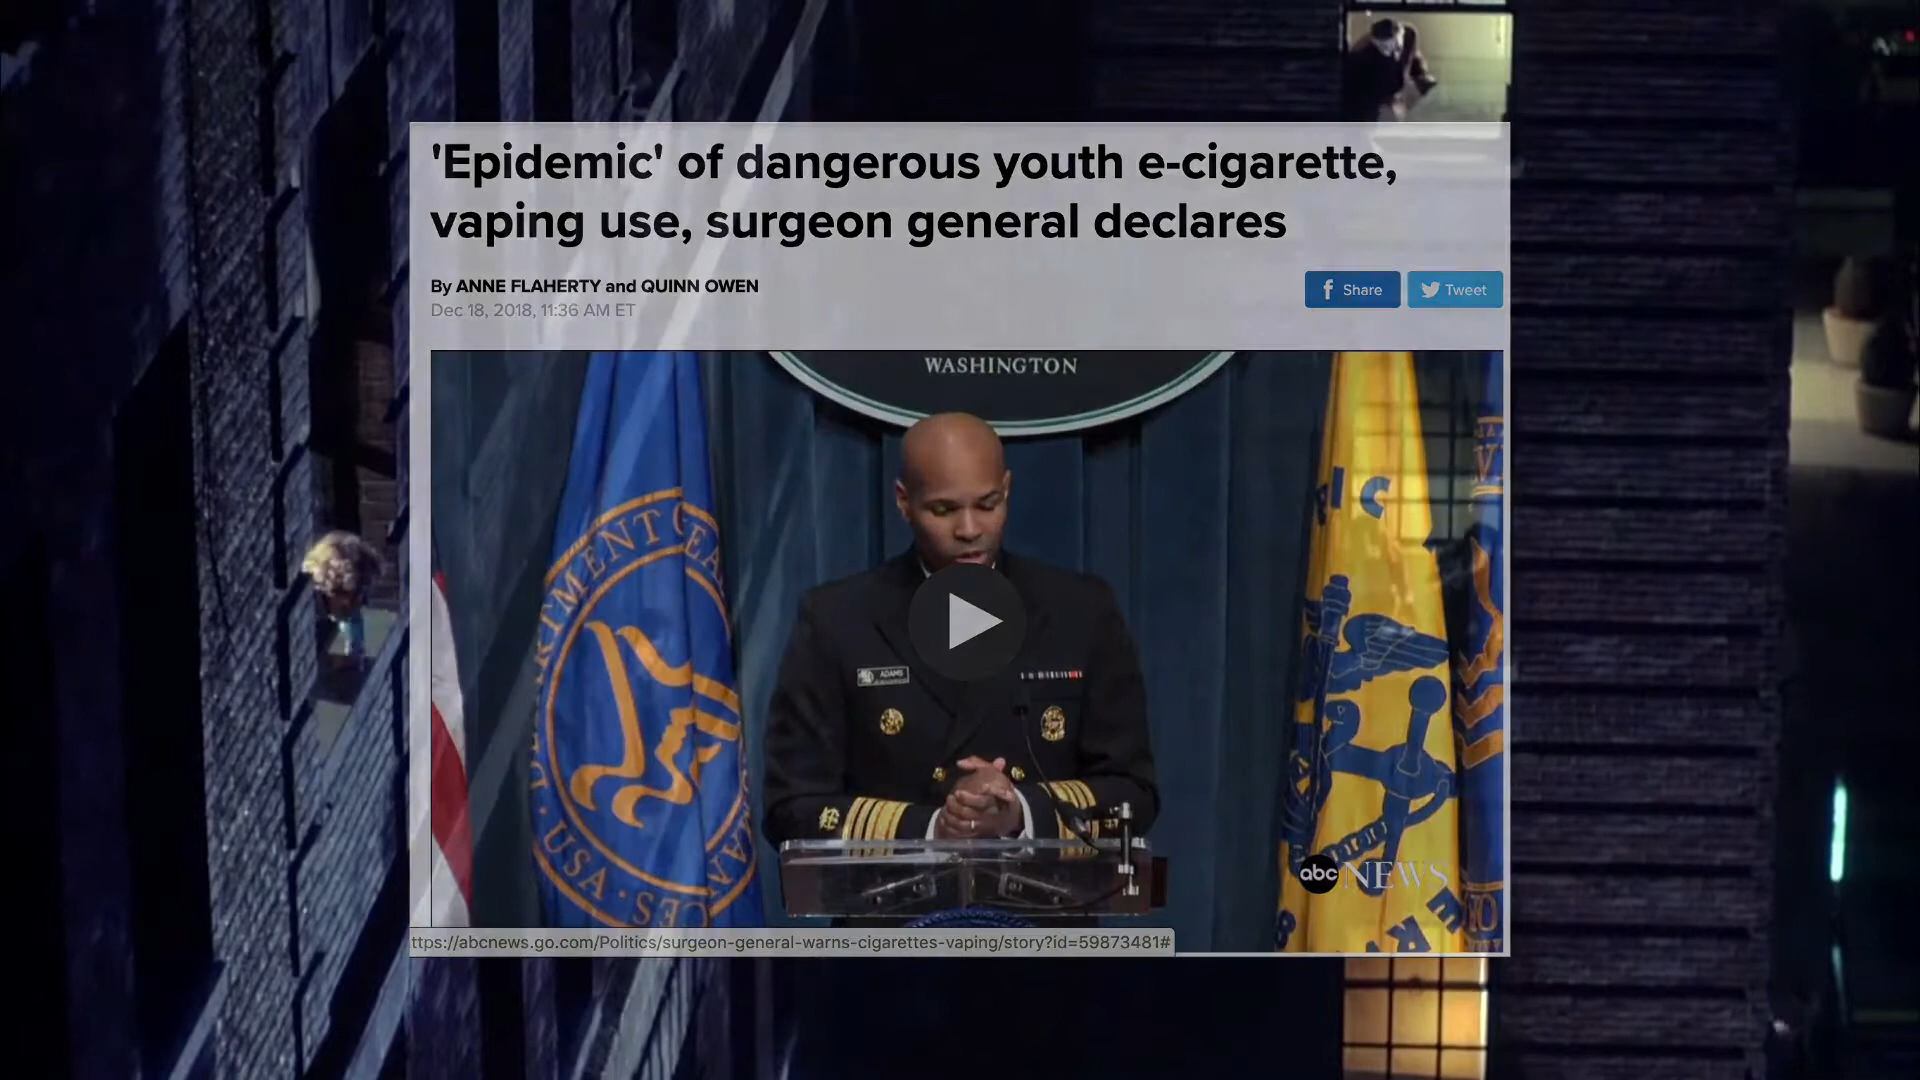 'Epidemic' of dangerous youth e-cigarette,
vaping use, surgeon general declares
By ANNE FLAHERTY and QUINN OWEN
Dec 18, 2018, 11:36 AM ET
Share
Tweet
WASHINGTON
ADAMS
USA
abc NEWS
ttps://abcnews.go.com/Politics/surgeon-general-warns-cigarettes-vaping/story?id=59873481#